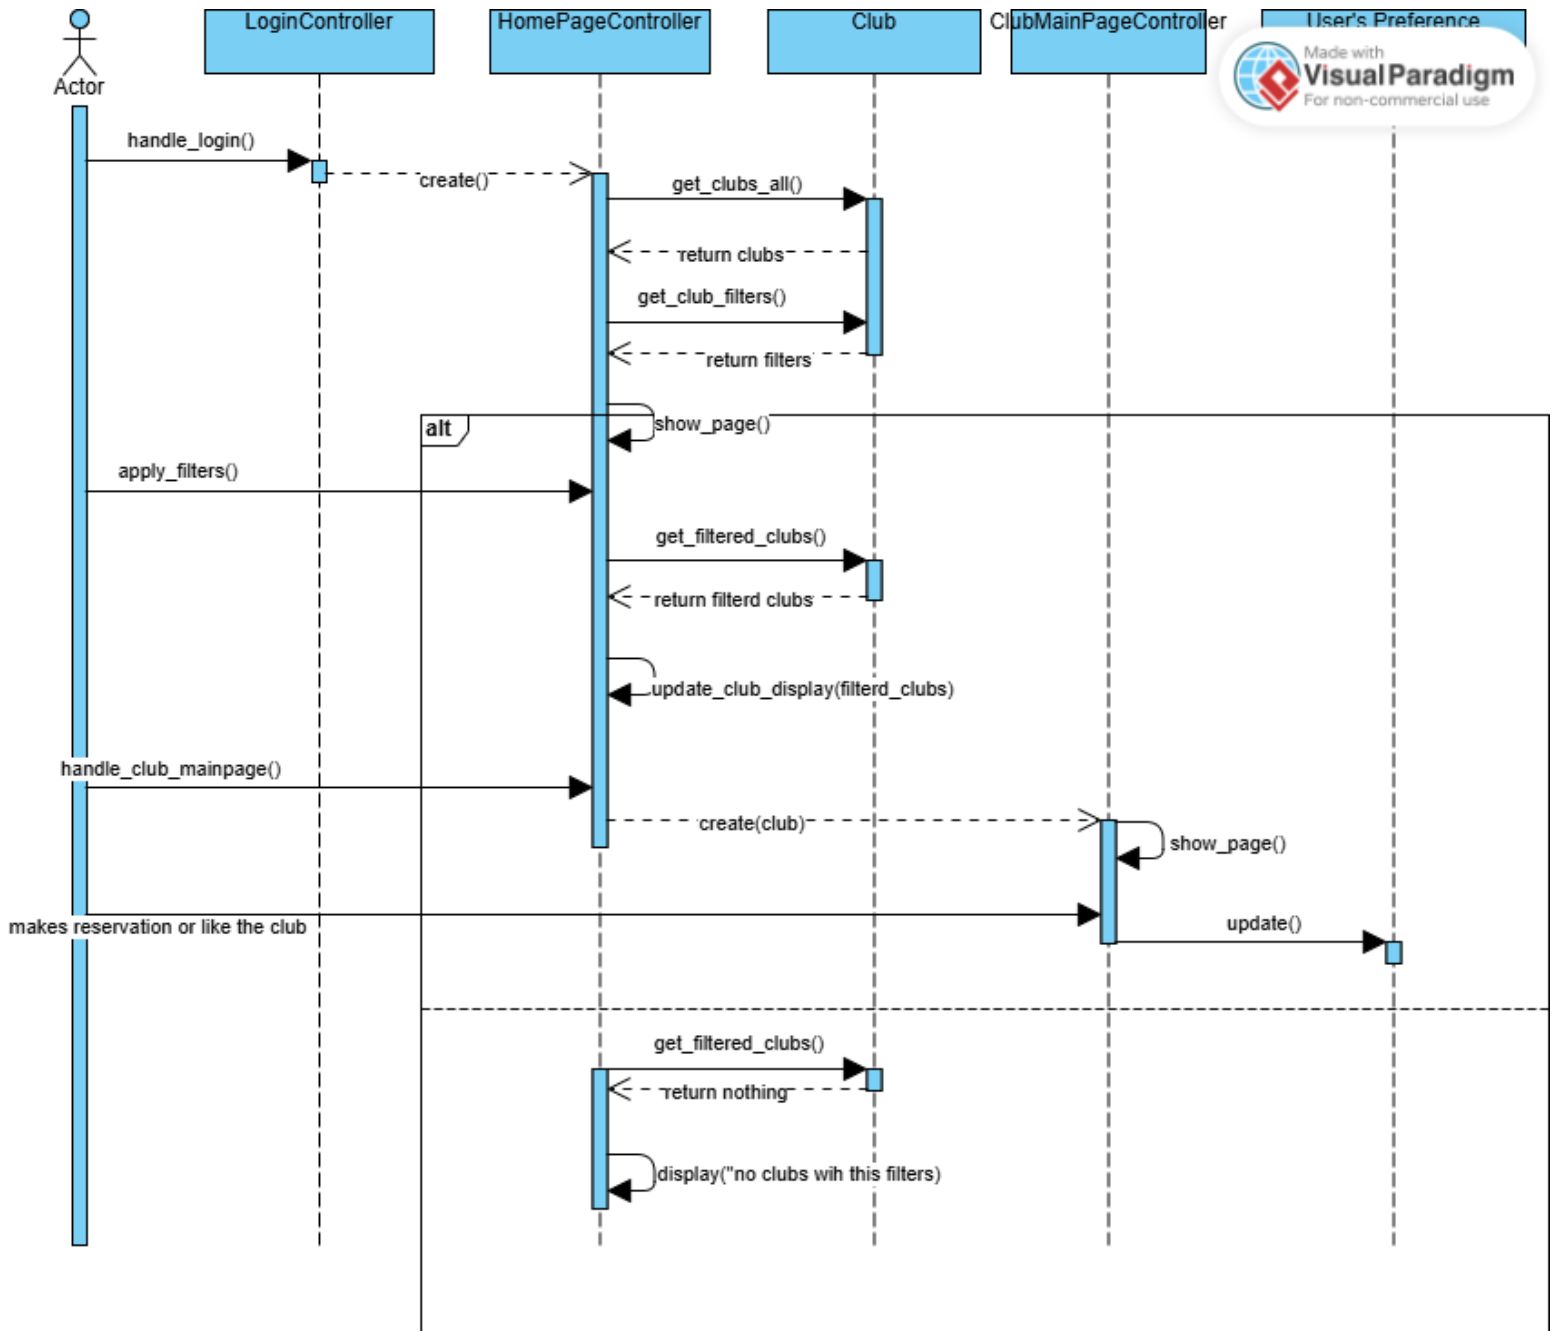 LoginController
HomePageController
Club
ClubMainPageController
User's Preference
Made with
Visual Paradigm
For non-commercial use
Actor
handle_login()
create()
get_clubs_all()
return clubs
get_club_filters()
return filters
alt
show_page()
apply_filters()
get_filtered_clubs()
return filterd clubs
update_club_display(filterd_clubs)
handle_club_mainpage()
create(club)
show_page()
makes reservation or like the club
update()
get_filtered_clubs()
return nothing
display("no clubs wih this filters)